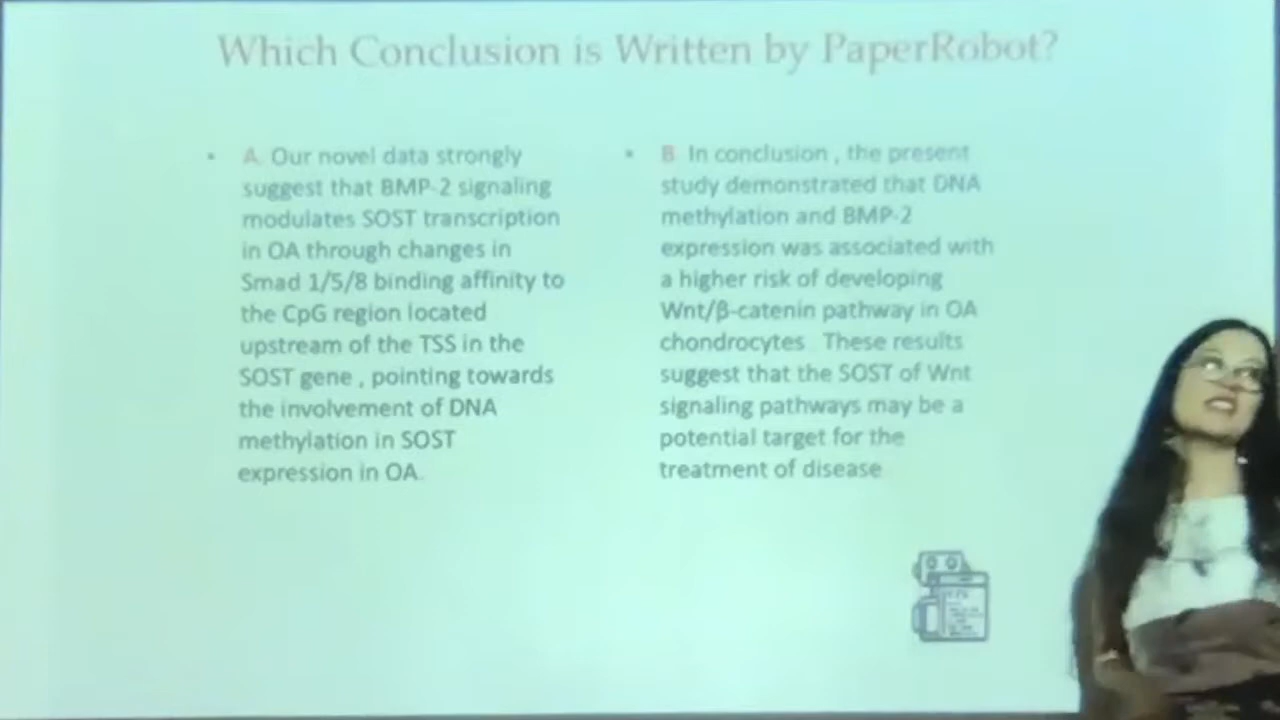 Which Conclusion is Written by PaperRobot?
• A. Our novel data strongly
suggest that BMP-2 signaling
modulates SOST transcription
in OA through changes in
Smad 1/5/8 binding affinity to
the CpG region located
upstream of the TSS in the
SOST gene , pointing towards
the involvement of DNA
methylation in SOST
expression in OA.
• B. In conclusion , the present
study demonstrated that DNA
methylation and BMP-2
expression was associated with
a higher risk of developing
Wnt/β-catenin pathway in OA
chondrocytes . These results
suggest that the SOST of Wnt
signaling pathways may be a
potential target for the
treatment of disease